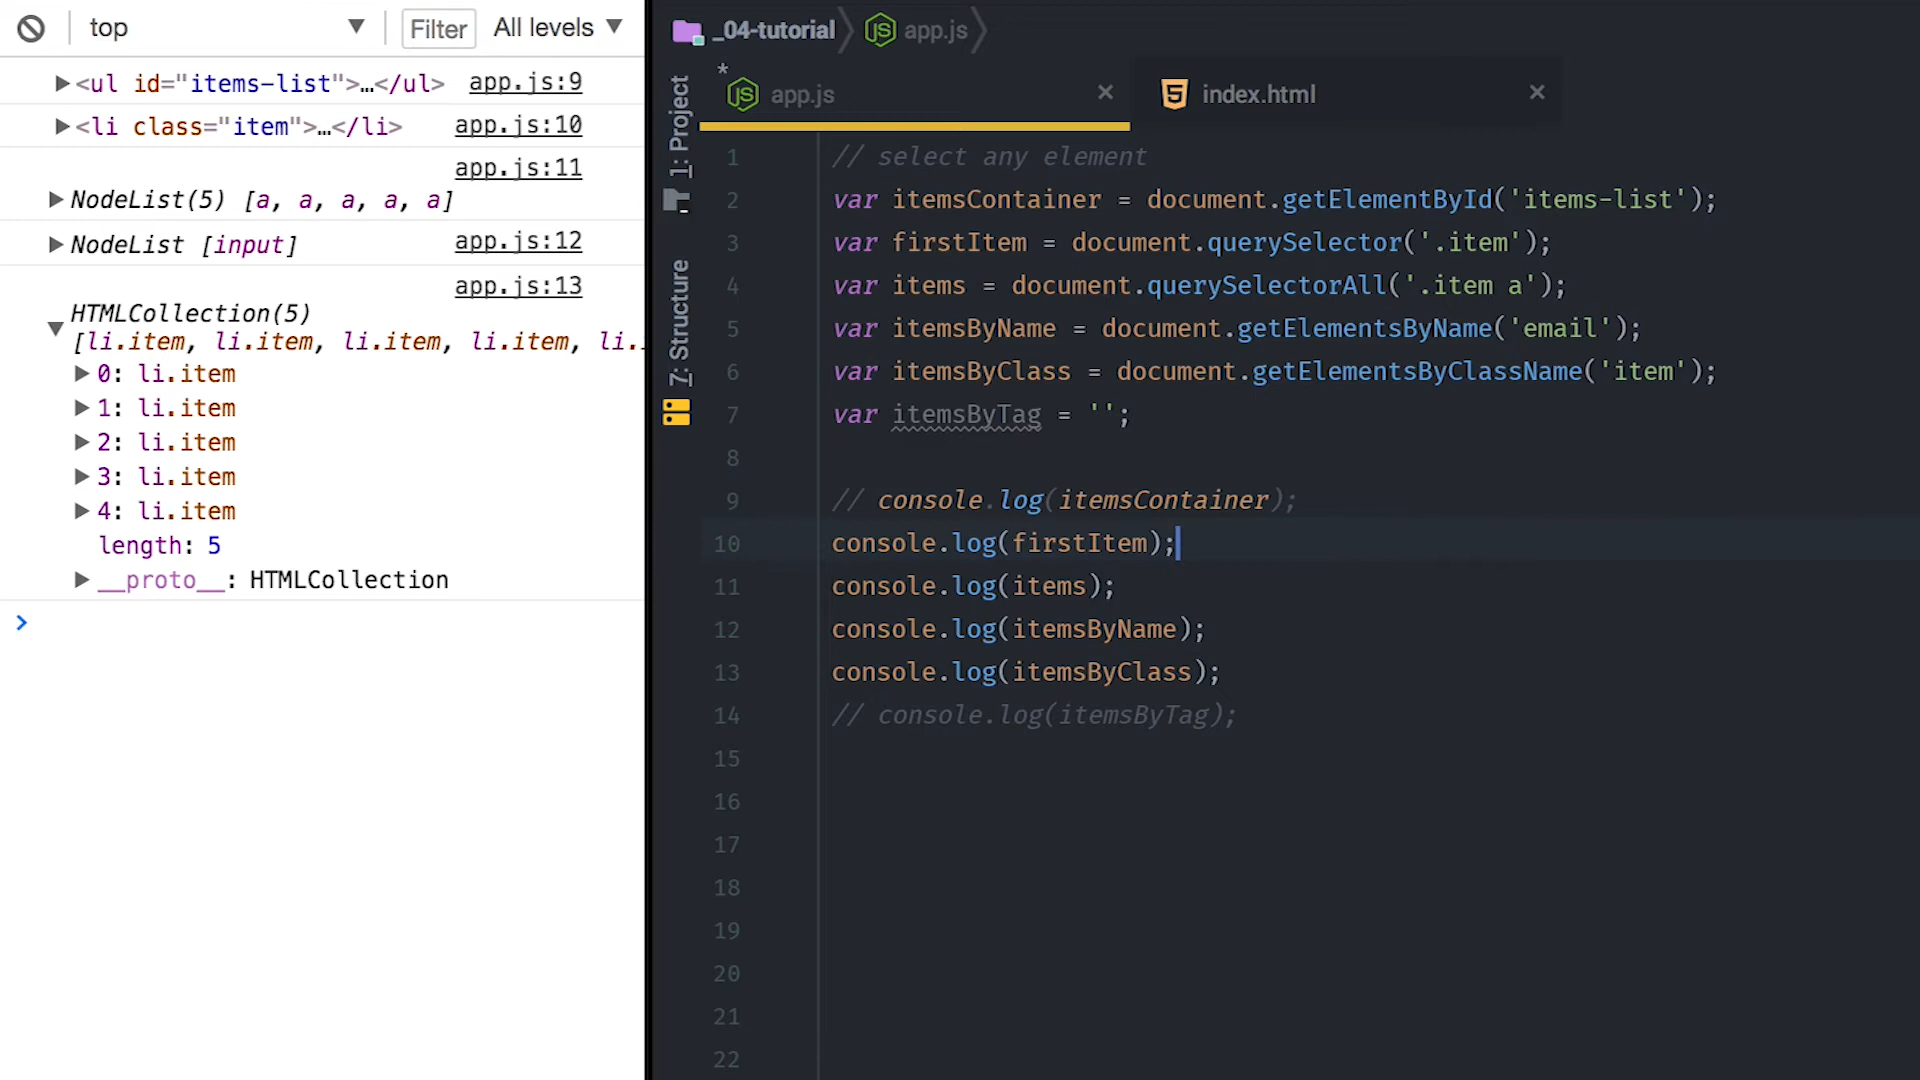 top ▼ Filter All levels ▼
▶<ul id="items-list">…</ul> app.js:9
▶<li class="item">…</li> app.js:10
app.js:11
▶NodeList(5) [a, a, a, a, a]
▶NodeList [input] app.js:12
app.js:13
HTMLCollection(5)
▼[li.item, li.item, li.item, li.item, li.
▶0: li.item
▶1: li.item
▶2: li.item
▶3: li.item
▶4: li.item
length: 5
▶__proto__: HTMLCollection
>
_04-tutorial app.js
* app.js × index.html ×
1: Project
7: Structure
1 // select any element
2 var itemsContainer = document.getElementById('items-list');
3 var firstItem = document.querySelector('.item');
4 var items = document.querySelectorAll('.item a');
5 var itemsByName = document.getElementsByName('email');
6 var itemsByClass = document.getElementsByClassName('item');
7 var itemsByTag = '';
8
9 // console.log(itemsContainer);
10 console.log(firstItem);
11 console.log(items);
12 console.log(itemsByName);
13 console.log(itemsByClass);
14 // console.log(itemsByTag);
15
16
17
18
19
20
21
22